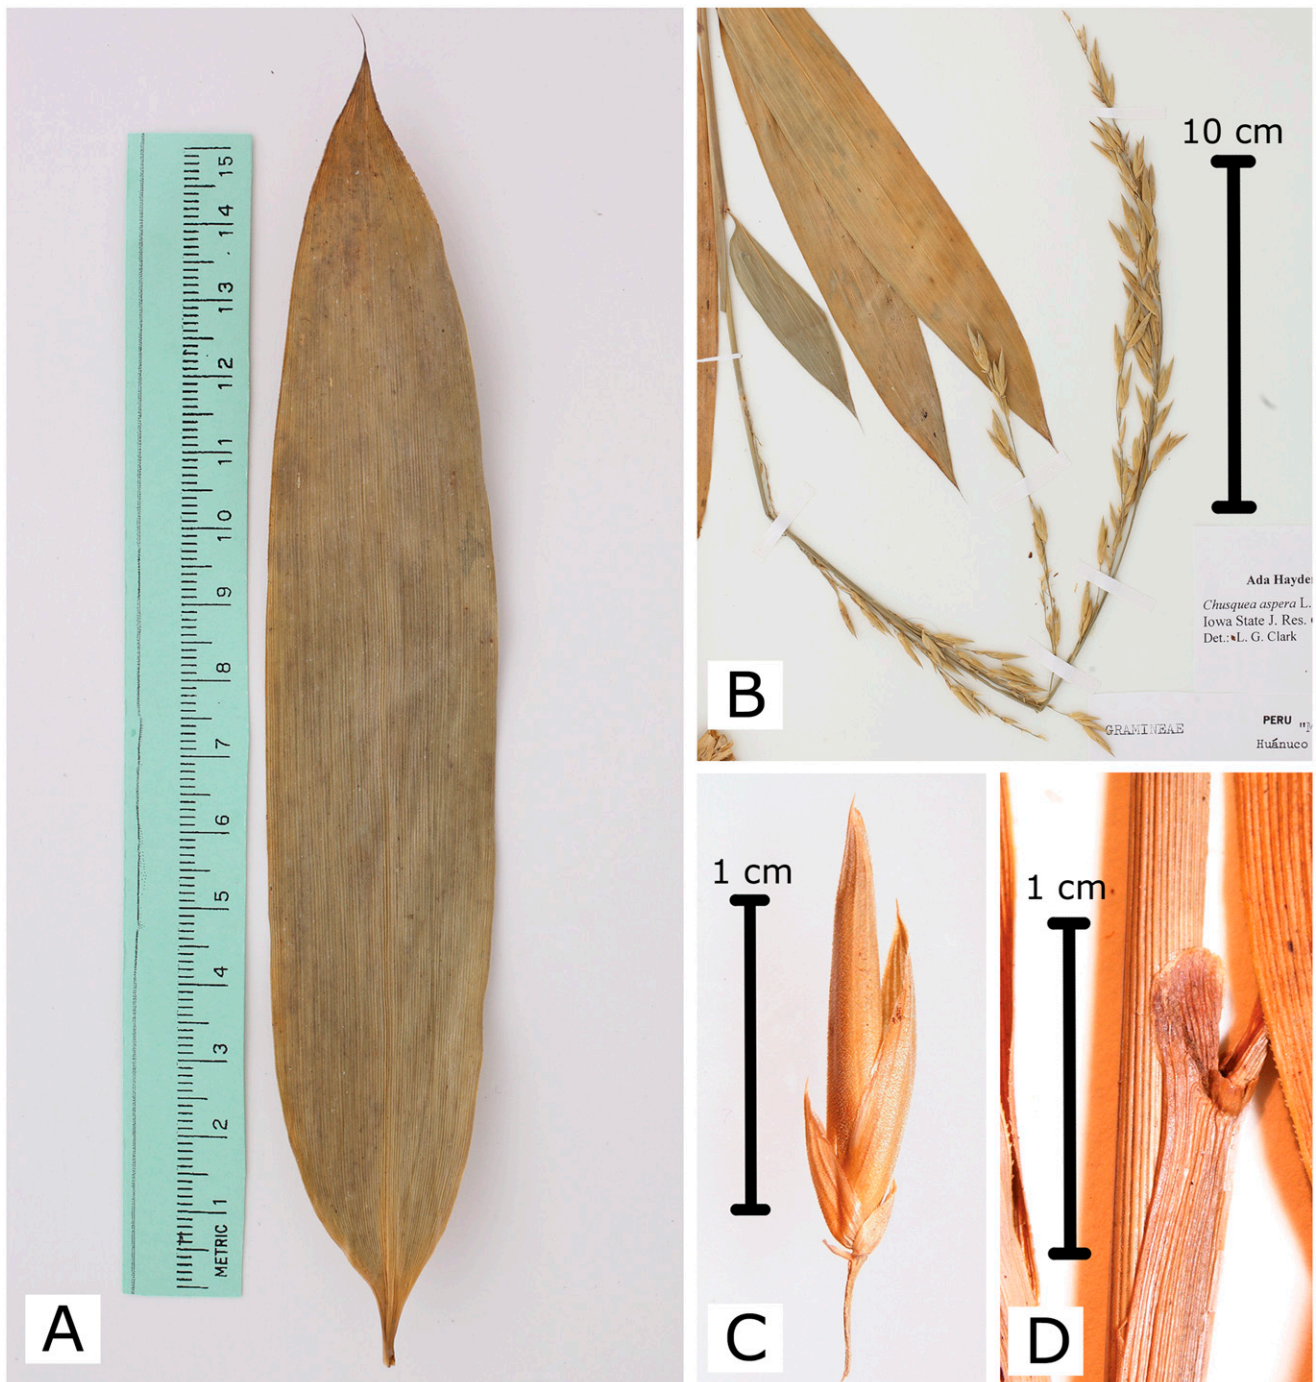 15
14
13
12
11
10
9
8
7
6
5
4
3
2
1
METRIC
A
10 cm
Ada Hayde
Chusquea aspera L.
Iowa State J. Res.
Det.: L. G. Clark
GRAMINEAE
PERU
Huánuco
B
1 cm
C
1 cm
D